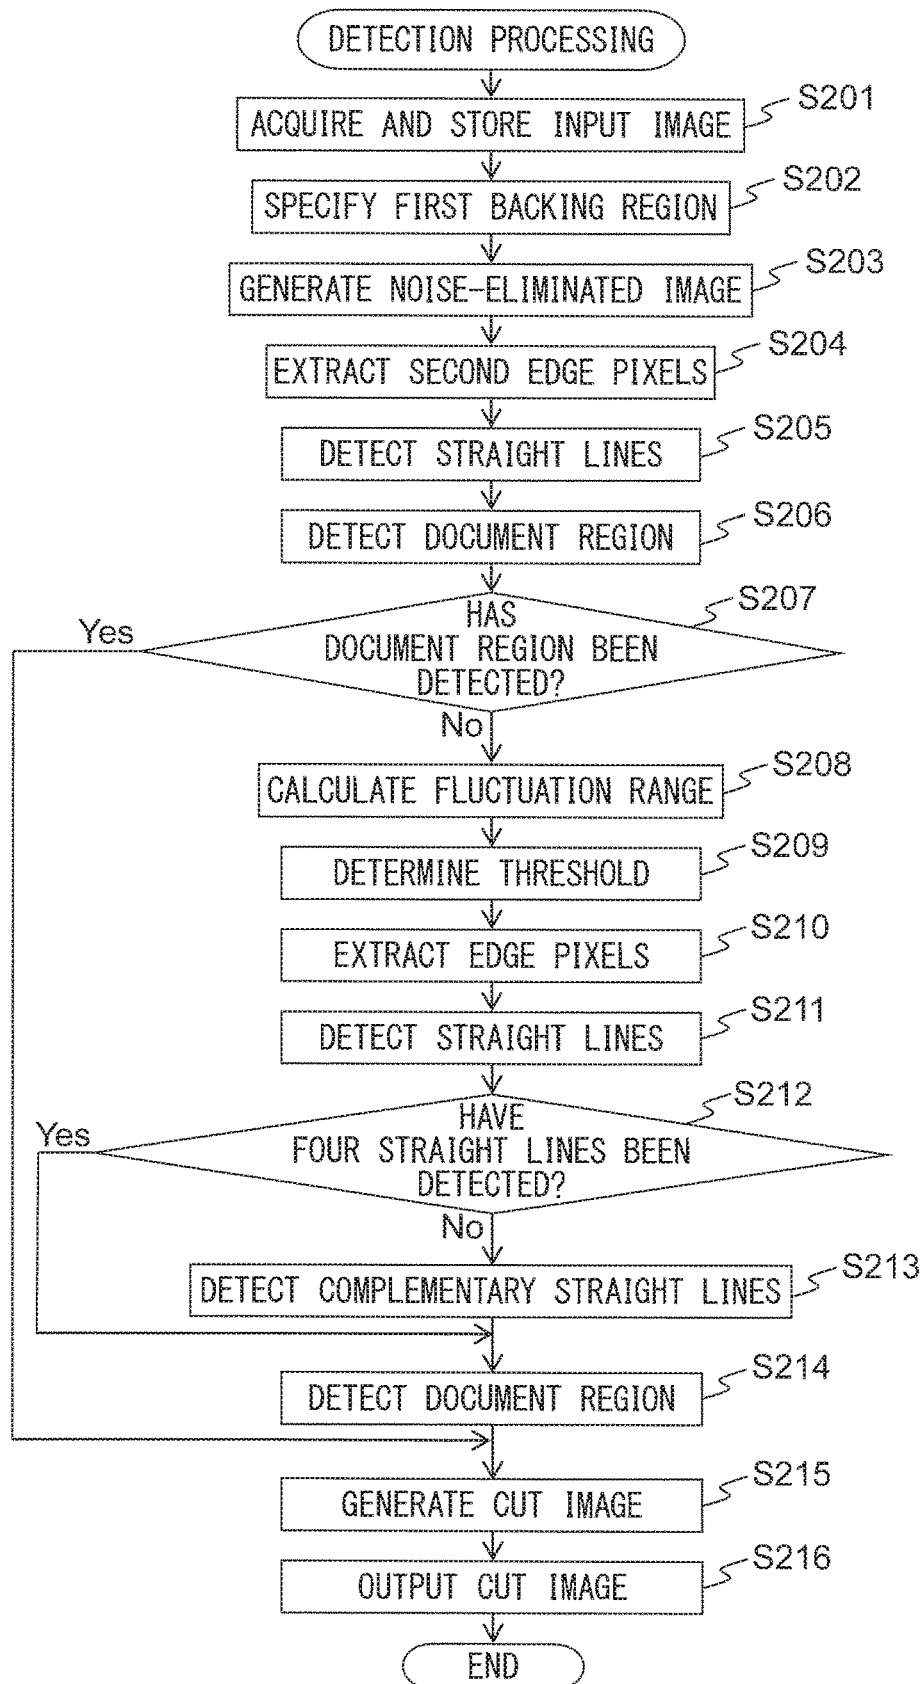 DETECTION PROCESSING
S201
ACQUIRE AND STORE INPUT IMAGE
S202
SPECIFY FIRST BACKING REGION
S203
GENERATE NOISE-ELIMINATED IMAGE
S204
EXTRACT SECOND EDGE PIXELS
S205
DETECT STRAIGHT LINES
S206
DETECT DOCUMENT REGION
S207
HAS
Yes
DOCUMENT REGION BEEN
DETECTED?
No
S208
CALCULATE FLUCTUATION RANGE
S209
DETERMINE THRESHOLD
S210
EXTRACT EDGE PIXELS
S211
DETECT STRAIGHT LINES
S212
HAVE
Yes
FOUR STRAIGHT LINES BEEN
DETECTED?
No
S213
DETECT COMPLEMENTARY STRAIGHT LINES
S214
DETECT DOCUMENT REGION
S215
GENERATE CUT IMAGE
S216
OUTPUT CUT IMAGE
END